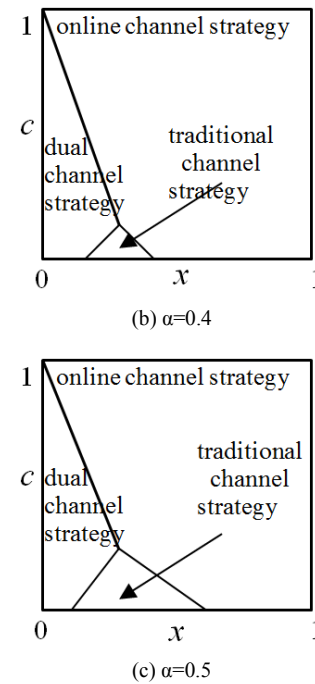 1 online channel strategy
c
dual
channel
strategy
traditional
channel
strategy
0 x
(b) α=0.4
1 online channel strategy
c
dual
channel
strategy
traditional
channel
strategy
0 x
(c) α=0.5